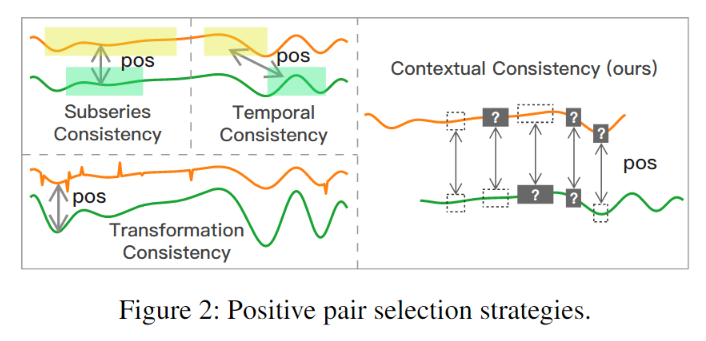 pos
Subseries
Consistency
pos
Temporal
Consistency
pos
Transformation
Consistency
Contextual Consistency (ours)
?
?
?
?
?
pos
Figure 2: Positive pair selection strategies.